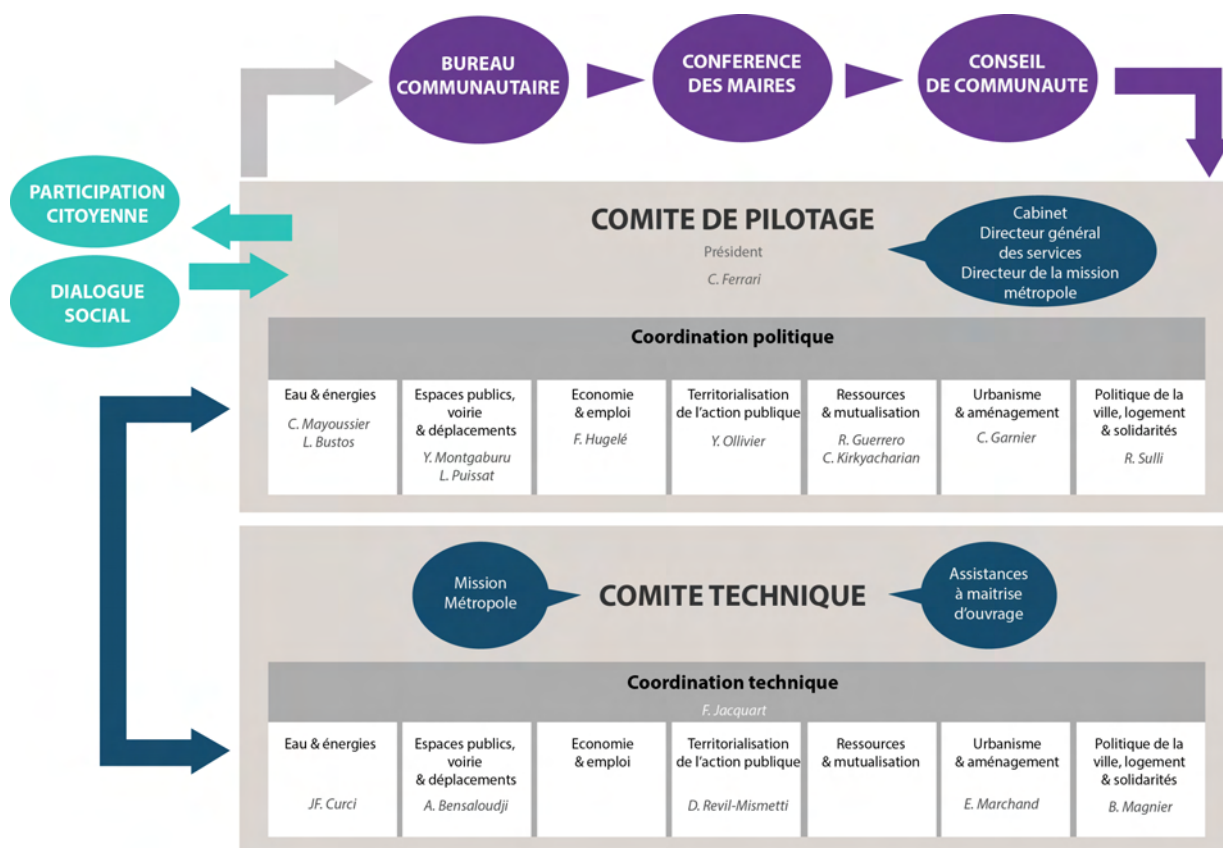 BUREAU
COMMUNAUTAIRE
CONFERENCE
DES MAIRES
CONSEIL
DE COMMUNAUTE
PARTICIPATION
CITOYENNE
DIALOGUE
SOCIAL
COMITE DE PILOTAGE
Président
C. Ferrari
Cabinet
Directeur général
des services
Directeur de la mission
métropole
Coordination politique
Eau & énergies
C. Mayoussier
L. Bustos
Espaces publics,
voirie
& déplacements
Y. Montgaburu
L. Puissat
Economie
& emploi
F. Hugelé
Territorialisation
de l'action publique
Y. Ollivier
Ressources
& mutualisation
R. Guerrero
C. Kirkyacharian
Urbanisme
& aménagement
C. Garnier
Politique de la
ville, logement
& solidarités
R. Sulli
Mission
Métropole
COMITE TECHNIQUE
Assistances
à maitrise
d'ouvrage
Coordination technique
F. Jacquart
Eau & énergies
JF. Curci
Espaces publics,
voirie
& déplacements
A. Bensaloudji
Economie
& emploi
Territorialisation
de l'action publique
D. Revil-Mismetti
Ressources
& mutualisation
Urbanisme
& aménagement
E. Marchand
Politique de la
ville, logement
& solidarités
B. Magnier